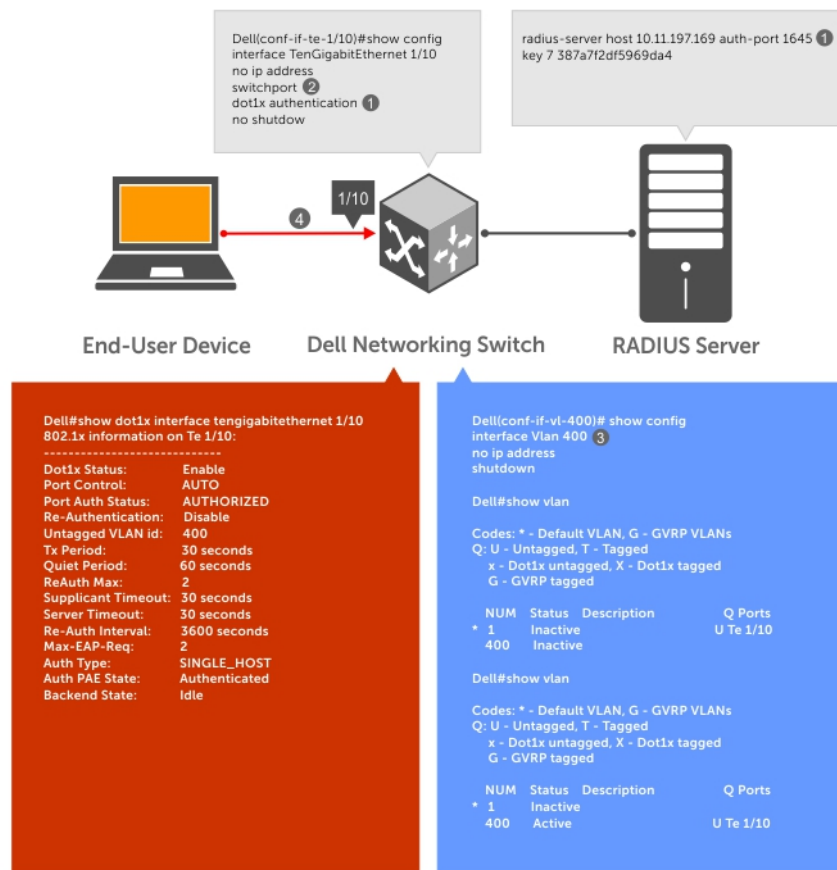 Dell(conf-if-te-1/10)#show config
interface TenGigabitEthernet 1/10
no ip address
switchport 2
dot1x authentication 1
no shutdow
radius-server host 10.11.197.169 auth-port 1645 1
key 7 387a7f2df5969da4
1/10
4
End-User Device
Dell Networking Switch
RADIUS Server
Dell#show dot1x interface tengigabitethernet 1/10
802.1x information on Te 1/10:
-----------------------------
Dot1x Status: Enable
Port Control: AUTO
Port Auth Status: AUTHORIZED
Re-Authentication: Disable
Untagged VLAN id: 400
Tx Period: 30 seconds
Quiet Period: 60 seconds
ReAuth Max: 2
Supplicant Timeout: 30 seconds
Server Timeout: 30 seconds
Re-Auth Interval: 3600 seconds
Max-EAP-Req: 2
Auth Type: SINGLE_HOST
Auth PAE State: Authenticated
Backend State: Idle
Dell(conf-if-vl-400)# show config
interface Vlan 400 3
no ip address
shutdown
Dell#show vlan
Codes: * - Default VLAN, G - GVRP VLANs
Q: U - Untagged, T - Tagged
x - Dot1x untagged, X - Dot1x tagged
G - GVRP tagged
NUM Status Description Q Ports
* 1 Inactive U Te 1/10
400 Inactive
Dell#show vlan
Codes: * - Default VLAN, G - GVRP VLANs
Q: U - Untagged, T - Tagged
x - Dot1x untagged, X - Dot1x tagged
G - GVRP tagged
NUM Status Description Q Ports
* 1 Inactive
400 Active U Te 1/10